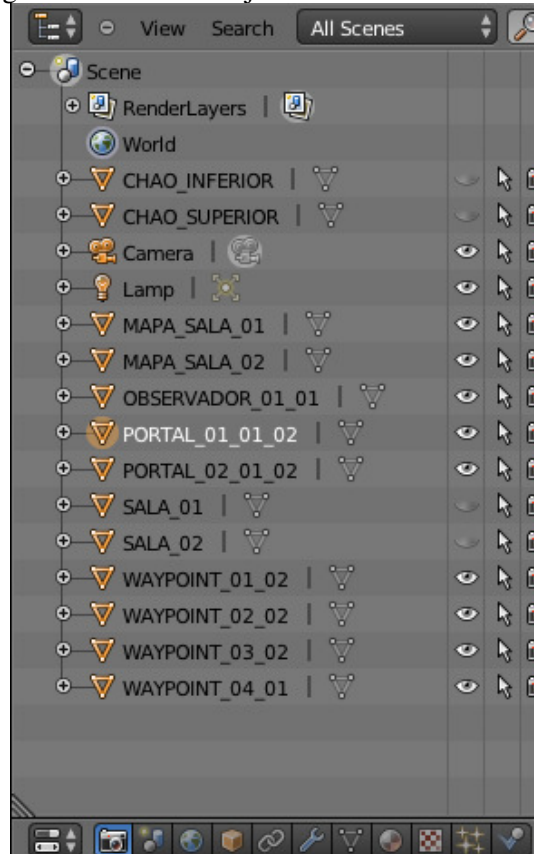 View Search All Scenes
Scene
RenderLayers |
World
CHAO_INFERIOR |
CHAO_SUPERIOR |
Camera |
Lamp |
MAPA_SALA_01 |
MAPA_SALA_02 |
OBSERVADOR_01_01 |
PORTAL_01_01_02 |
PORTAL_02_01_02 |
SALA_01 |
SALA_02 |
WAYPOINT_01_02 |
WAYPOINT_02_02 |
WAYPOINT_03_02 |
WAYPOINT_04_01 |